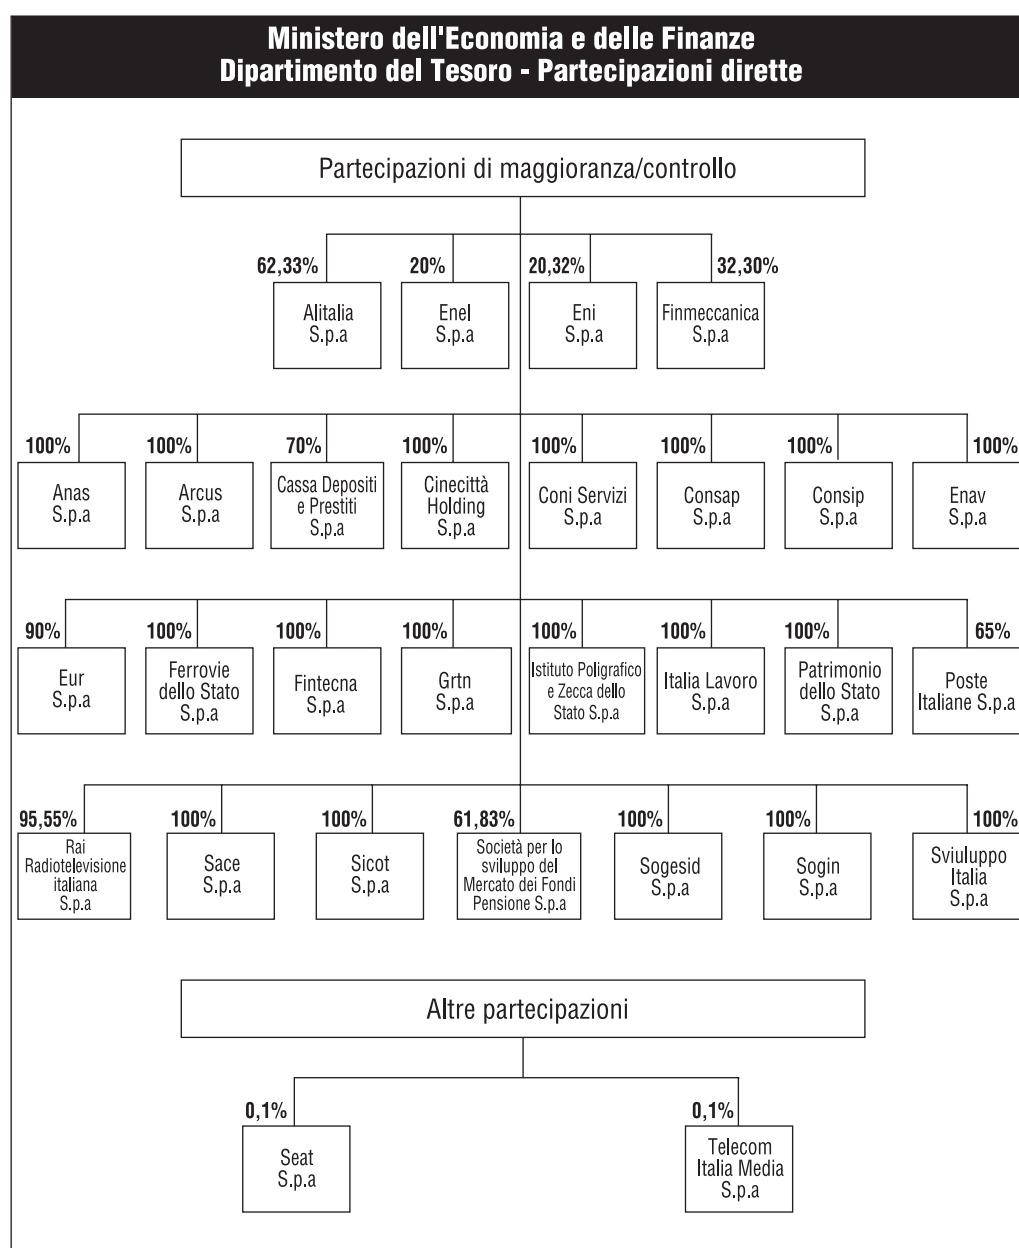 Ministero dell'Economia e delle Finanze
Dipartimento del Tesoro - Partecipazioni dirette
Partecipazioni di maggioranza/controllo
62,33%
Alitalia
S.p.a
20%
Enel
S.p.a
20,32%
Eni
S.p.a
32,30%
Finmeccanica
S.p.a
100%
Anas
S.p.a
100%
Arcus
S.p.a
70%
Cassa Depositi
e Prestiti
S.p.a
100%
Cinecittà
Holding
S.p.a
100%
Coni Servizi
S.p.a
100%
Consap
S.p.a
100%
Consip
S.p.a
100%
Enav
S.p.a
90%
Eur
S.p.a
100%
Ferrovie
dello Stato
S.p.a
100%
Fintecna
S.p.a
100%
Grtn
S.p.a
100%
Istituto Poligrafico
e Zecca dello
Stato S.p.a
100%
Italia Lavoro
S.p.a
100%
Patrimonio
dello Stato
S.p.a
65%
Poste
Italiane S.p.a
95,55%
Rai
Radiotelevisione
italiana
S.p.a
100%
Sace
S.p.a
100%
Sicot
S.p.a
61,83%
Società per lo
sviluppo del
Mercato dei Fondi
Pensione S.p.a
100%
Sogesid
S.p.a
100%
Sogin
S.p.a
100%
Sviuluppo
Italia
S.p.a
Altre partecipazioni
0,1%
Seat
S.p.a
0,1%
Telecom
Italia Media
S.p.a